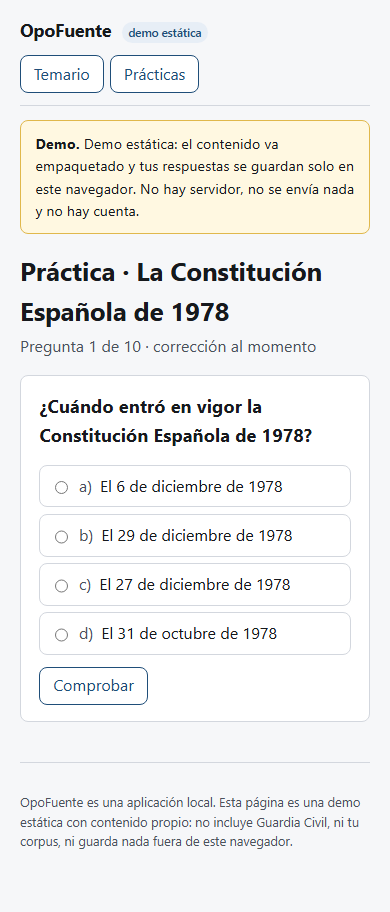 OpoFuente demo estática
Temario Prácticas
Demo. Demo estática: el contenido va
empaquetado y tus respuestas se guardan solo en
este navegador. No hay servidor, no se envía nada
y no hay cuenta.
Práctica · La Constitución
Española de 1978
Pregunta 1 de 10 · corrección al momento
¿Cuándo entró en vigor la
Constitución Española de 1978?
a) El 6 de diciembre de 1978
b) El 29 de diciembre de 1978
c) El 27 de diciembre de 1978
d) El 31 de octubre de 1978
Comprobar
OpoFuente es una aplicación local. Esta página es una demo
estática con contenido propio: no incluye Guardia Civil, ni tu
corpus, ni guarda nada fuera de este navegador.